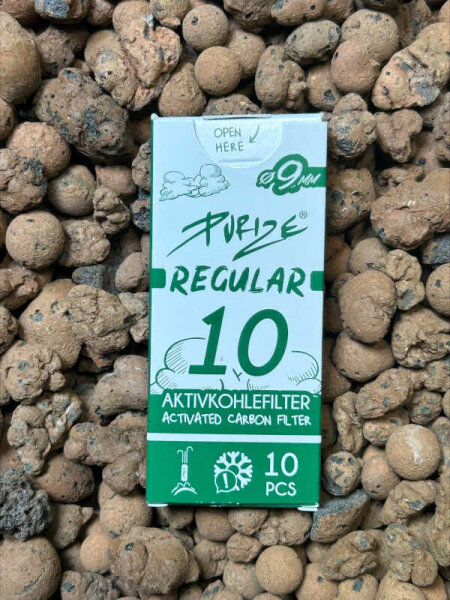 OPEN
HERE
Ø9MM
PURIZE®
REGULAR
10
AKTIVKOHLEFILTER
ACTIVATED CARBON FILTER
10
PCS